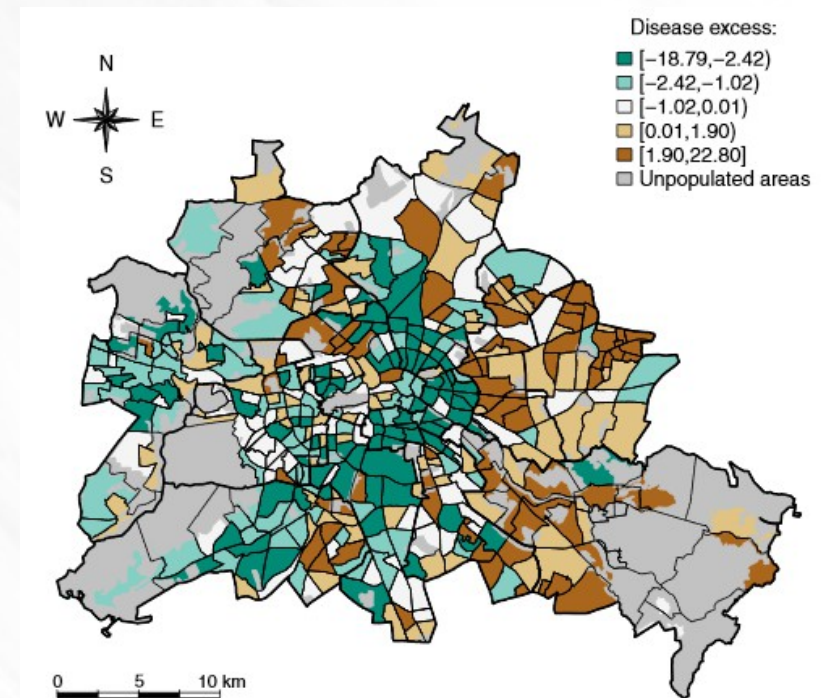 Disease excess:
[−18.79,−2.42)
[−2.42,−1.02)
[−1.02,0.01)
[0.01,1.90)
[1.90,22.80]
Unpopulated areas
N
W E
S
0 5 10 km